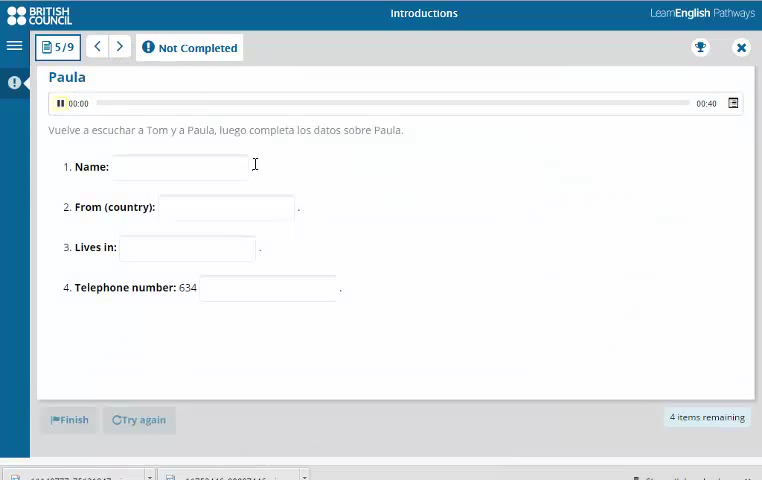 BRITISH
COUNCIL
Introductions
LearnEnglish Pathways
5/9
Not Completed
Paula
00:00
00:40
Vuelve a escuchar a Tom y a Paula, luego completa los datos sobre Paula.
1. Name:
2. From (country): .
3. Lives in: .
4. Telephone number: 634 .
Finish
Try again
4 items remaining